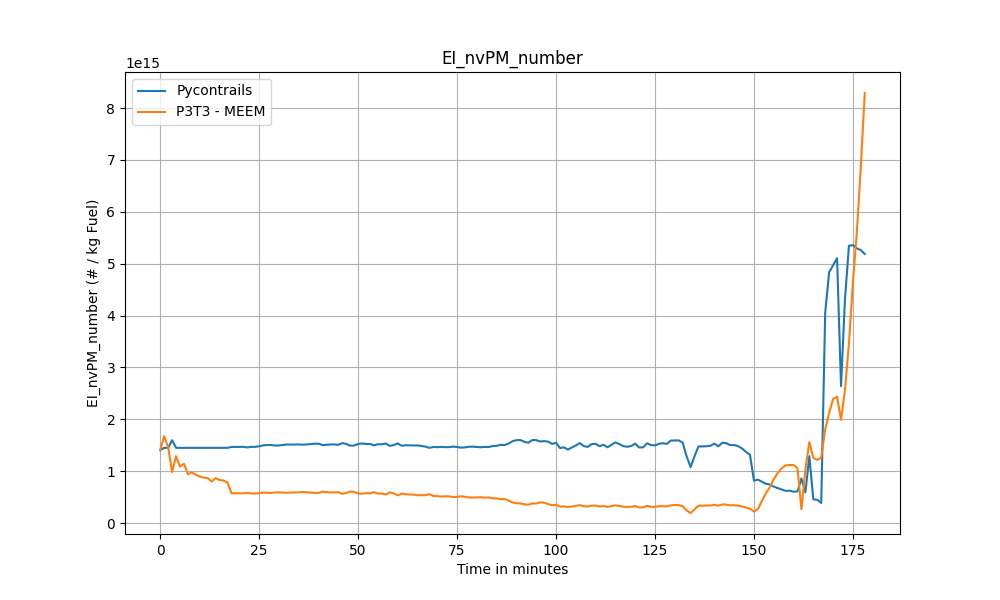 EI_nvPM_number
1e15
Pycontrails
P3T3 - MEEM
EI_nvPM_number (# / kg Fuel)
8
7
6
5
4
3
2
1
0
0 25 50 75 100 125 150 175
Time in minutes